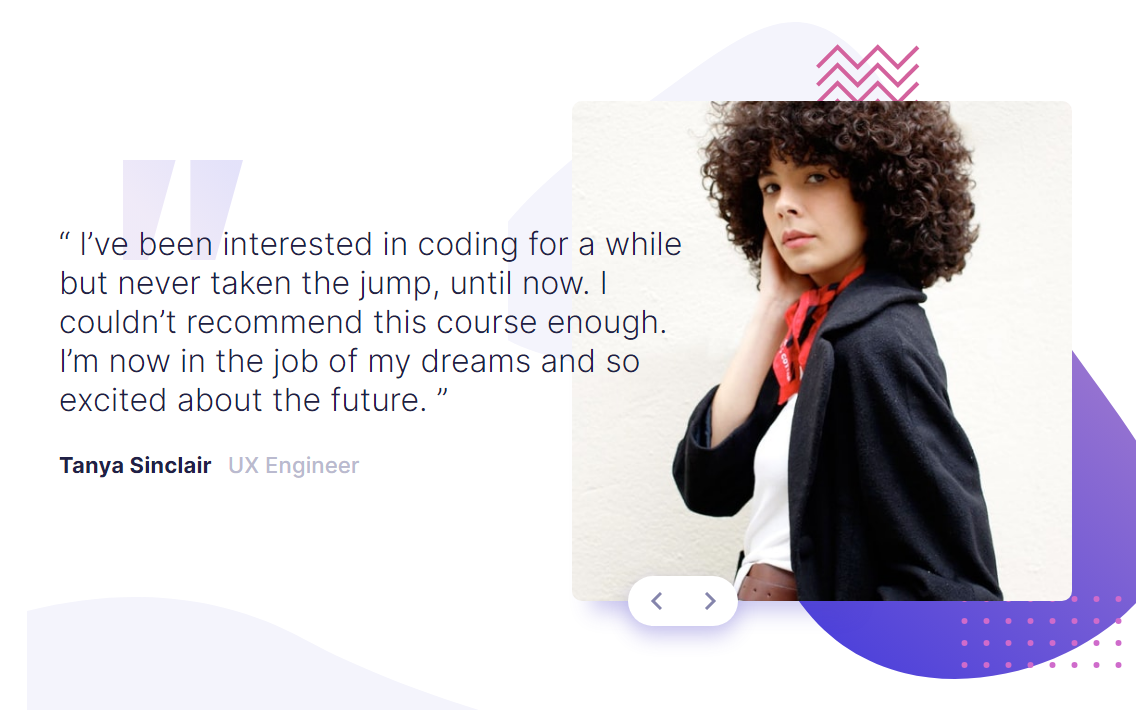 “ I’ve been interested in coding for a while
but never taken the jump, until now. I
couldn’t recommend this course enough.
I’m now in the job of my dreams and so
excited about the future. ”
Tanya Sinclair UX Engineer